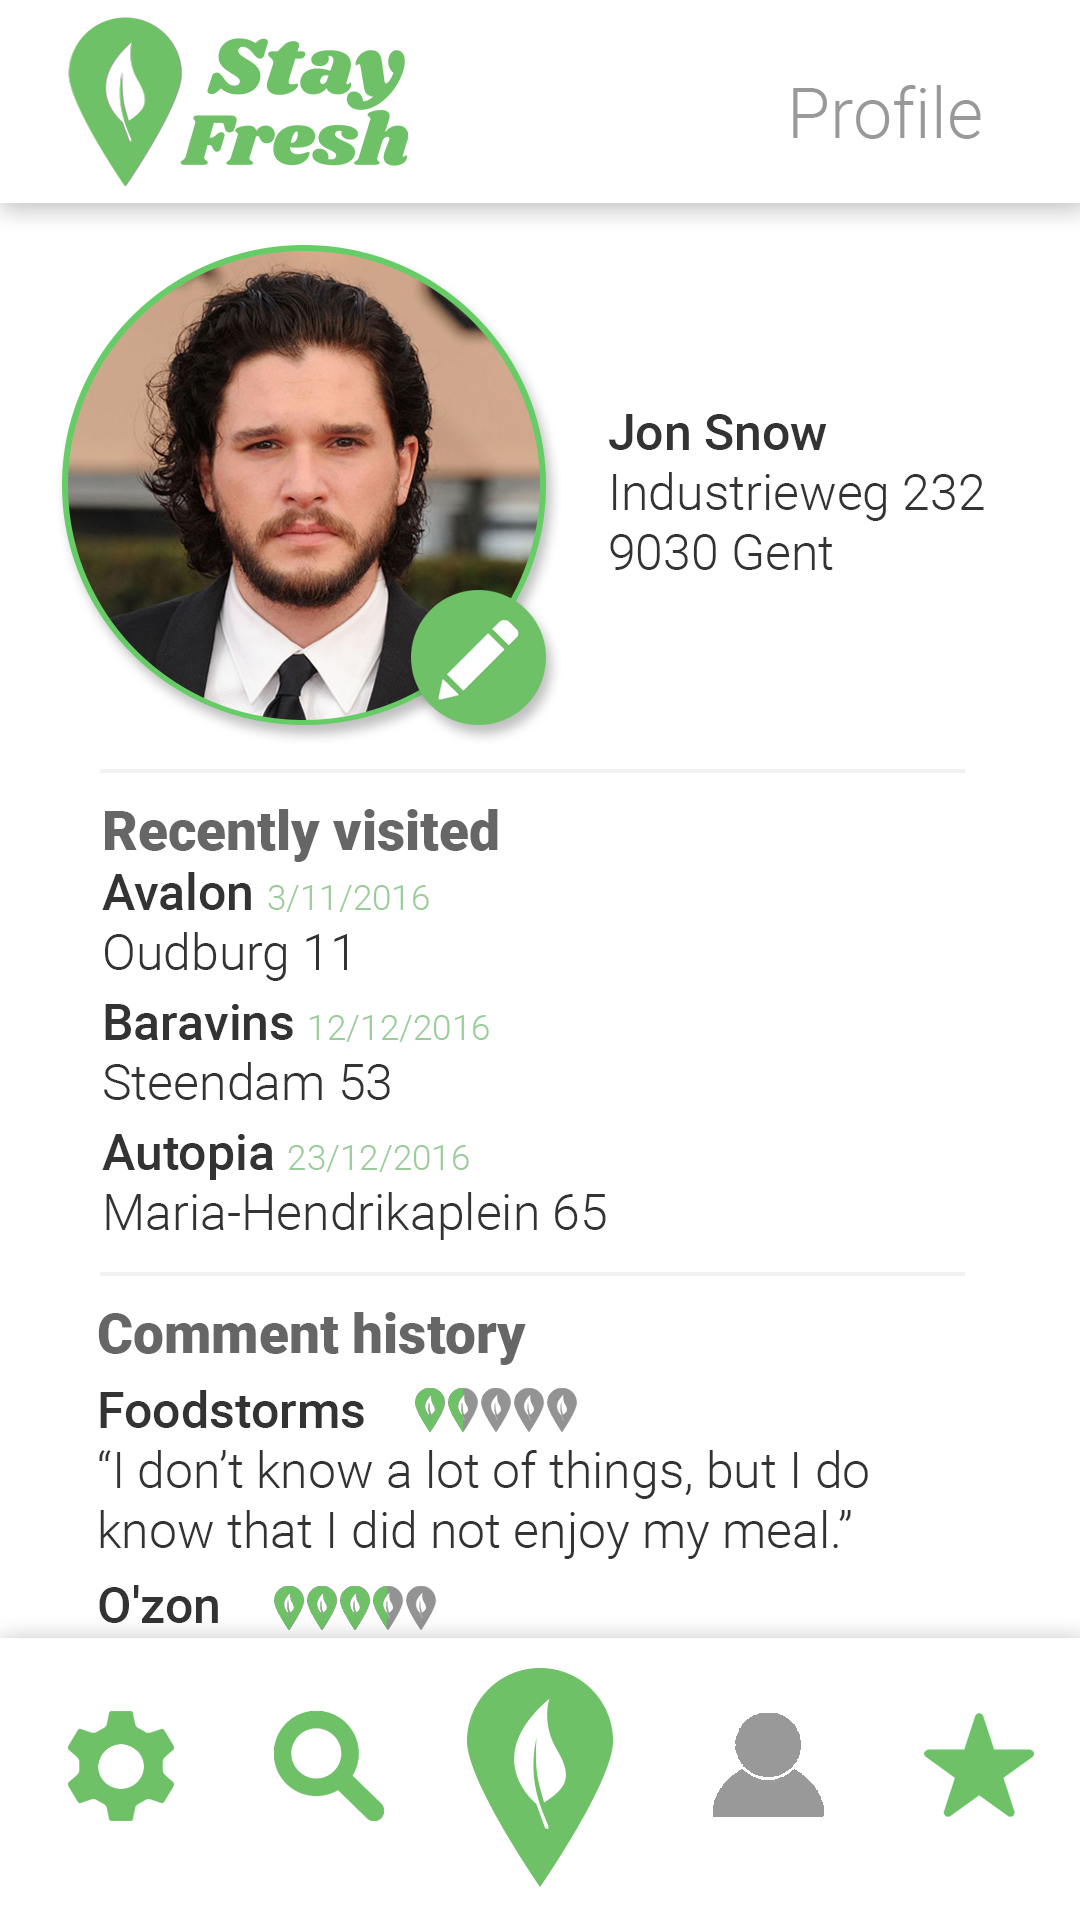 Stay
Fresh
Profile
Jon Snow
Industrieweg 232
9030 Gent
Recently visited
Avalon 3/11/2016
Oudburg 11
Baravins 12/12/2016
Steendam 53
Autopia 23/12/2016
Maria-Hendrikaplein 65
Comment history
Foodstorms
“I don’t know a lot of things, but I do
know that I did not enjoy my meal.”
O'zon